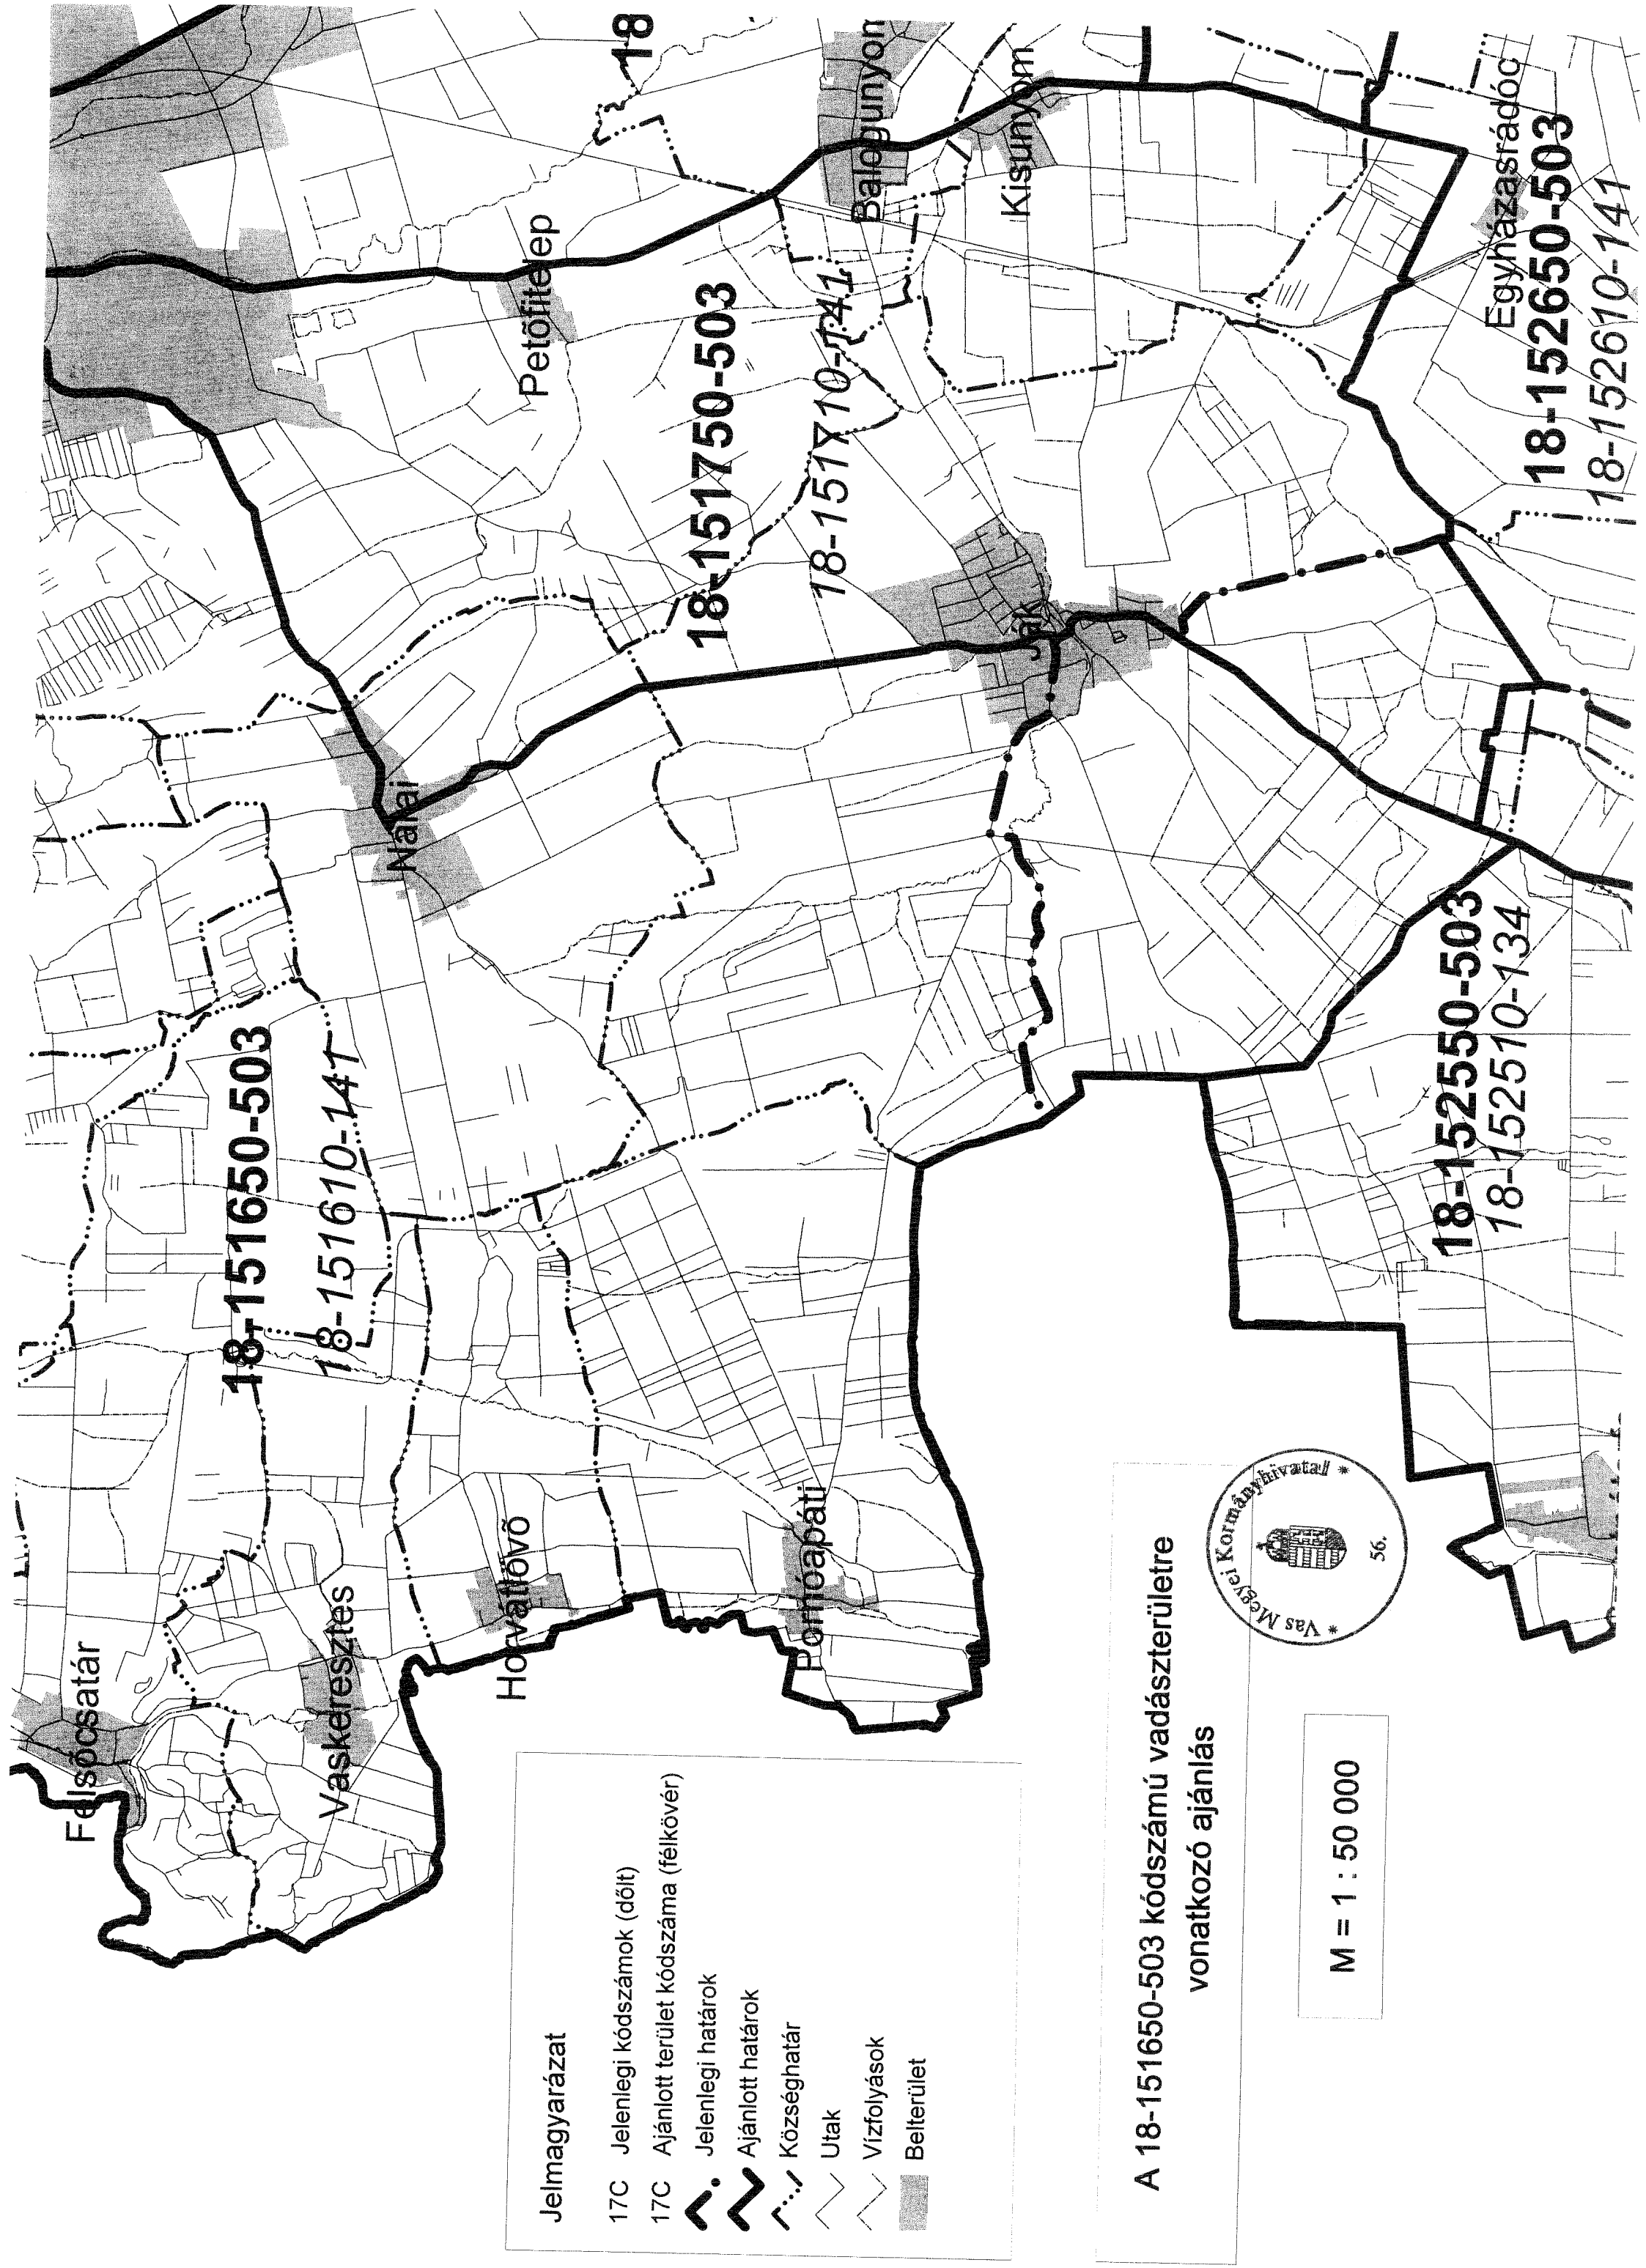 18
Balogunyom
Kisunyom
Egyházasrádóc
18-152650-503
18-152610-141
Petőfitelep
18-151750-503
18-151710-141
Ják
Nárai
18-151650-503
18-151610-141
18-152550-503
18-152510-134
Felsőcsatár
Vaskeresztes
Horvátlövő
Pornóapáti
Jelmagyarázat
17C Jelenlegi kódszámok (dőlt)
17C Ajánlott terület kódszáma (félkövér)
Jelenlegi határok
Ajánlott határok
Községhatár
Utak
Vízfolyások
Belterület
A 18-151650-503 kódszámú vadászterületre
vonatkozó ajánlás
* Vas Megyei Kormányhivatal *
56.
M = 1 : 50 000